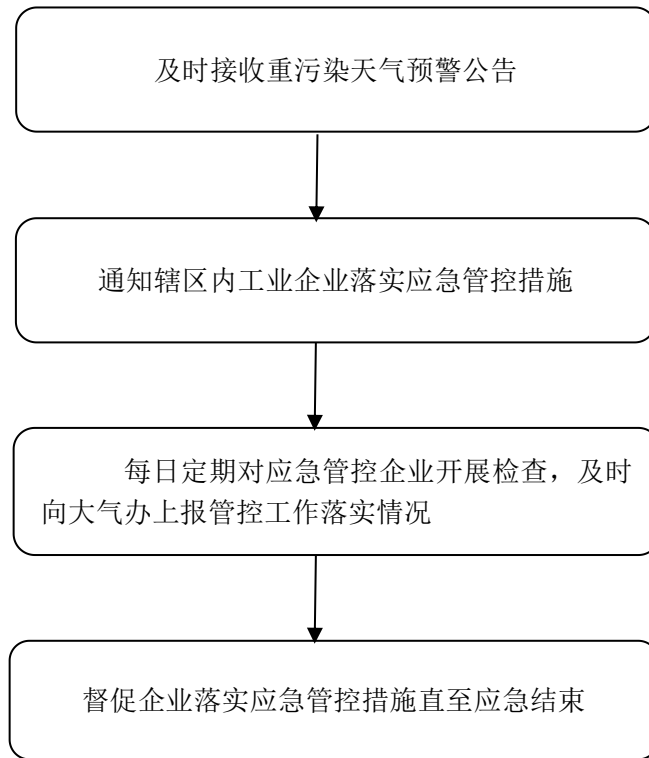 及时接收重污染天气预警公告
通知辖区内工业企业落实应急管控措施
每日定期对应急管控企业开展检查，及时
向大气办上报管控工作落实情况
督促企业落实应急管控措施直至应急结束